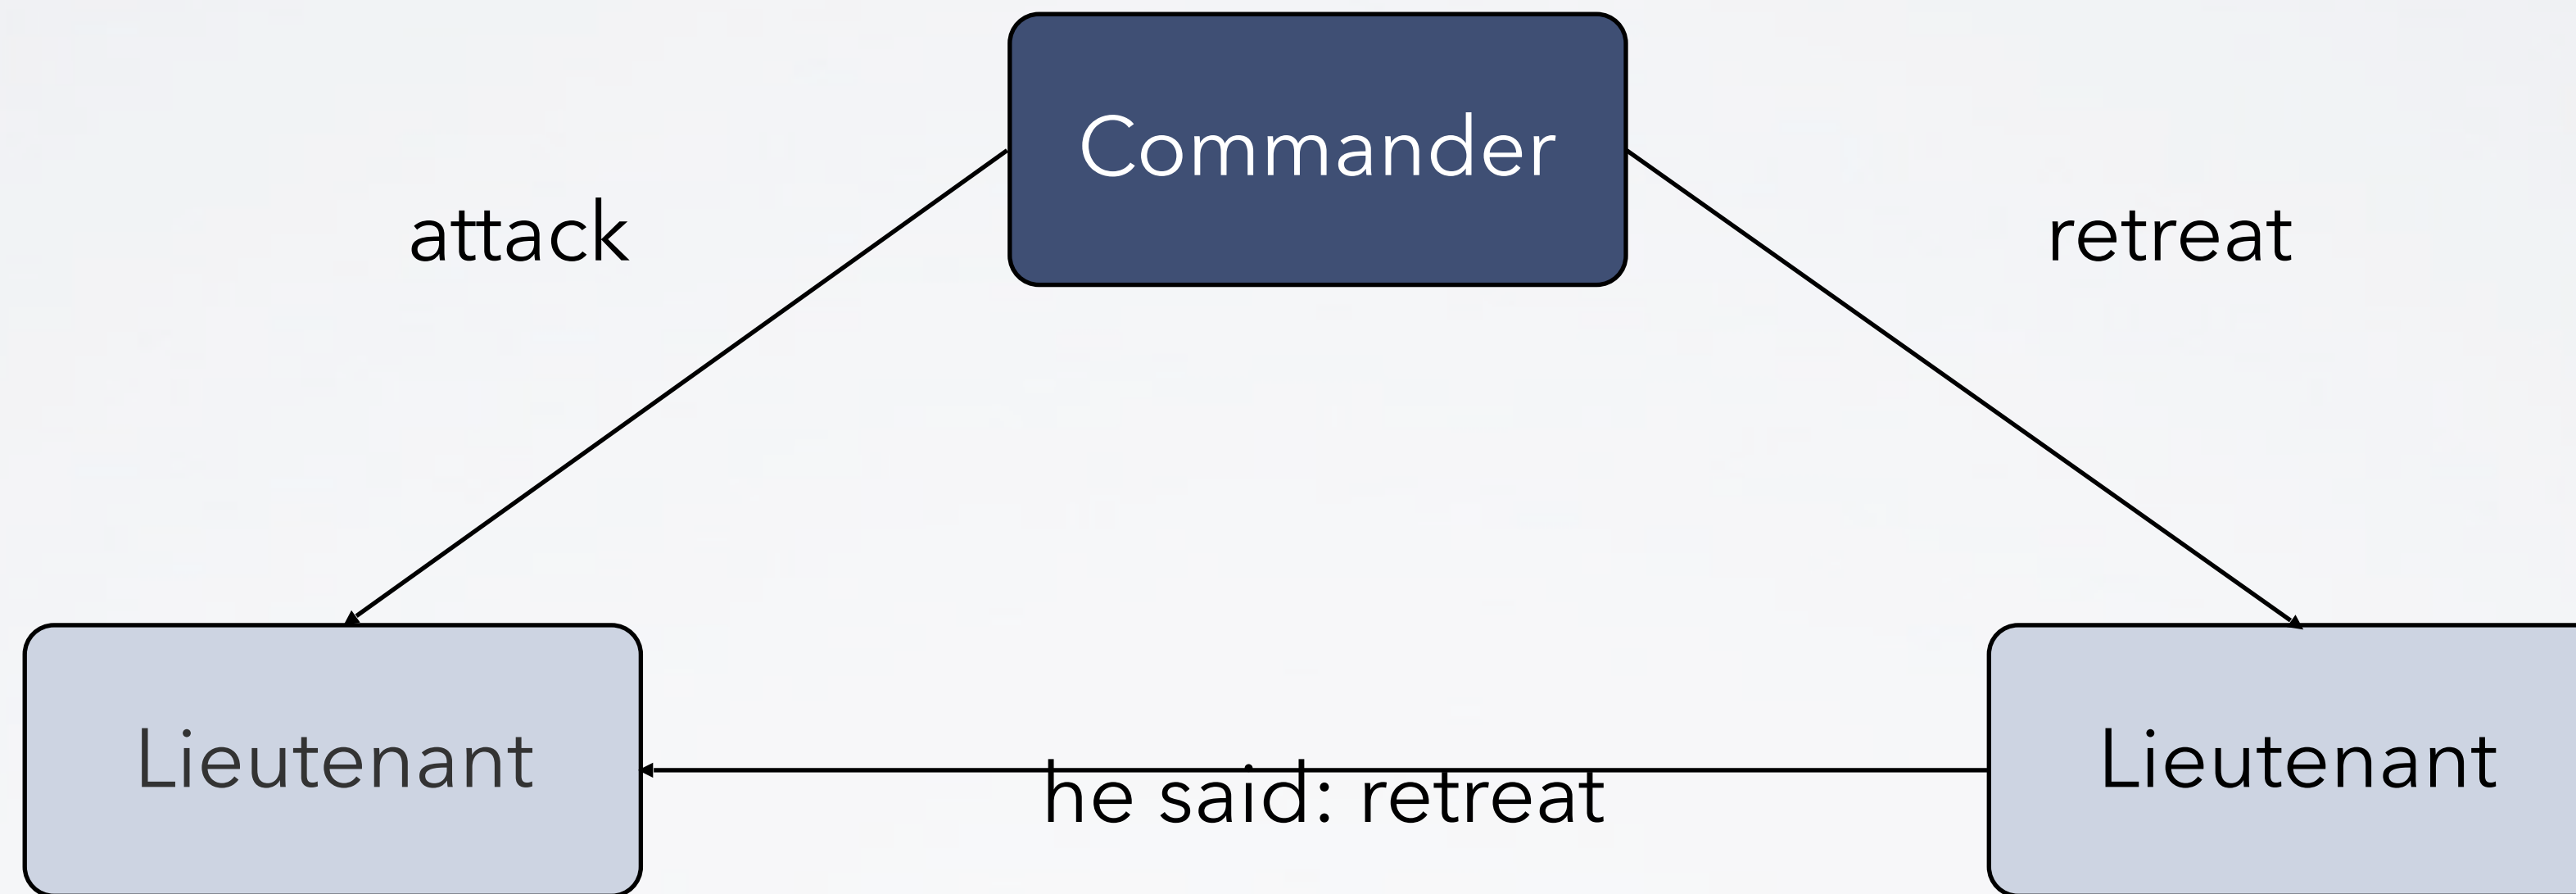 Commander
attack
retreat
Lieutenant
he said: retreat
Lieutenant